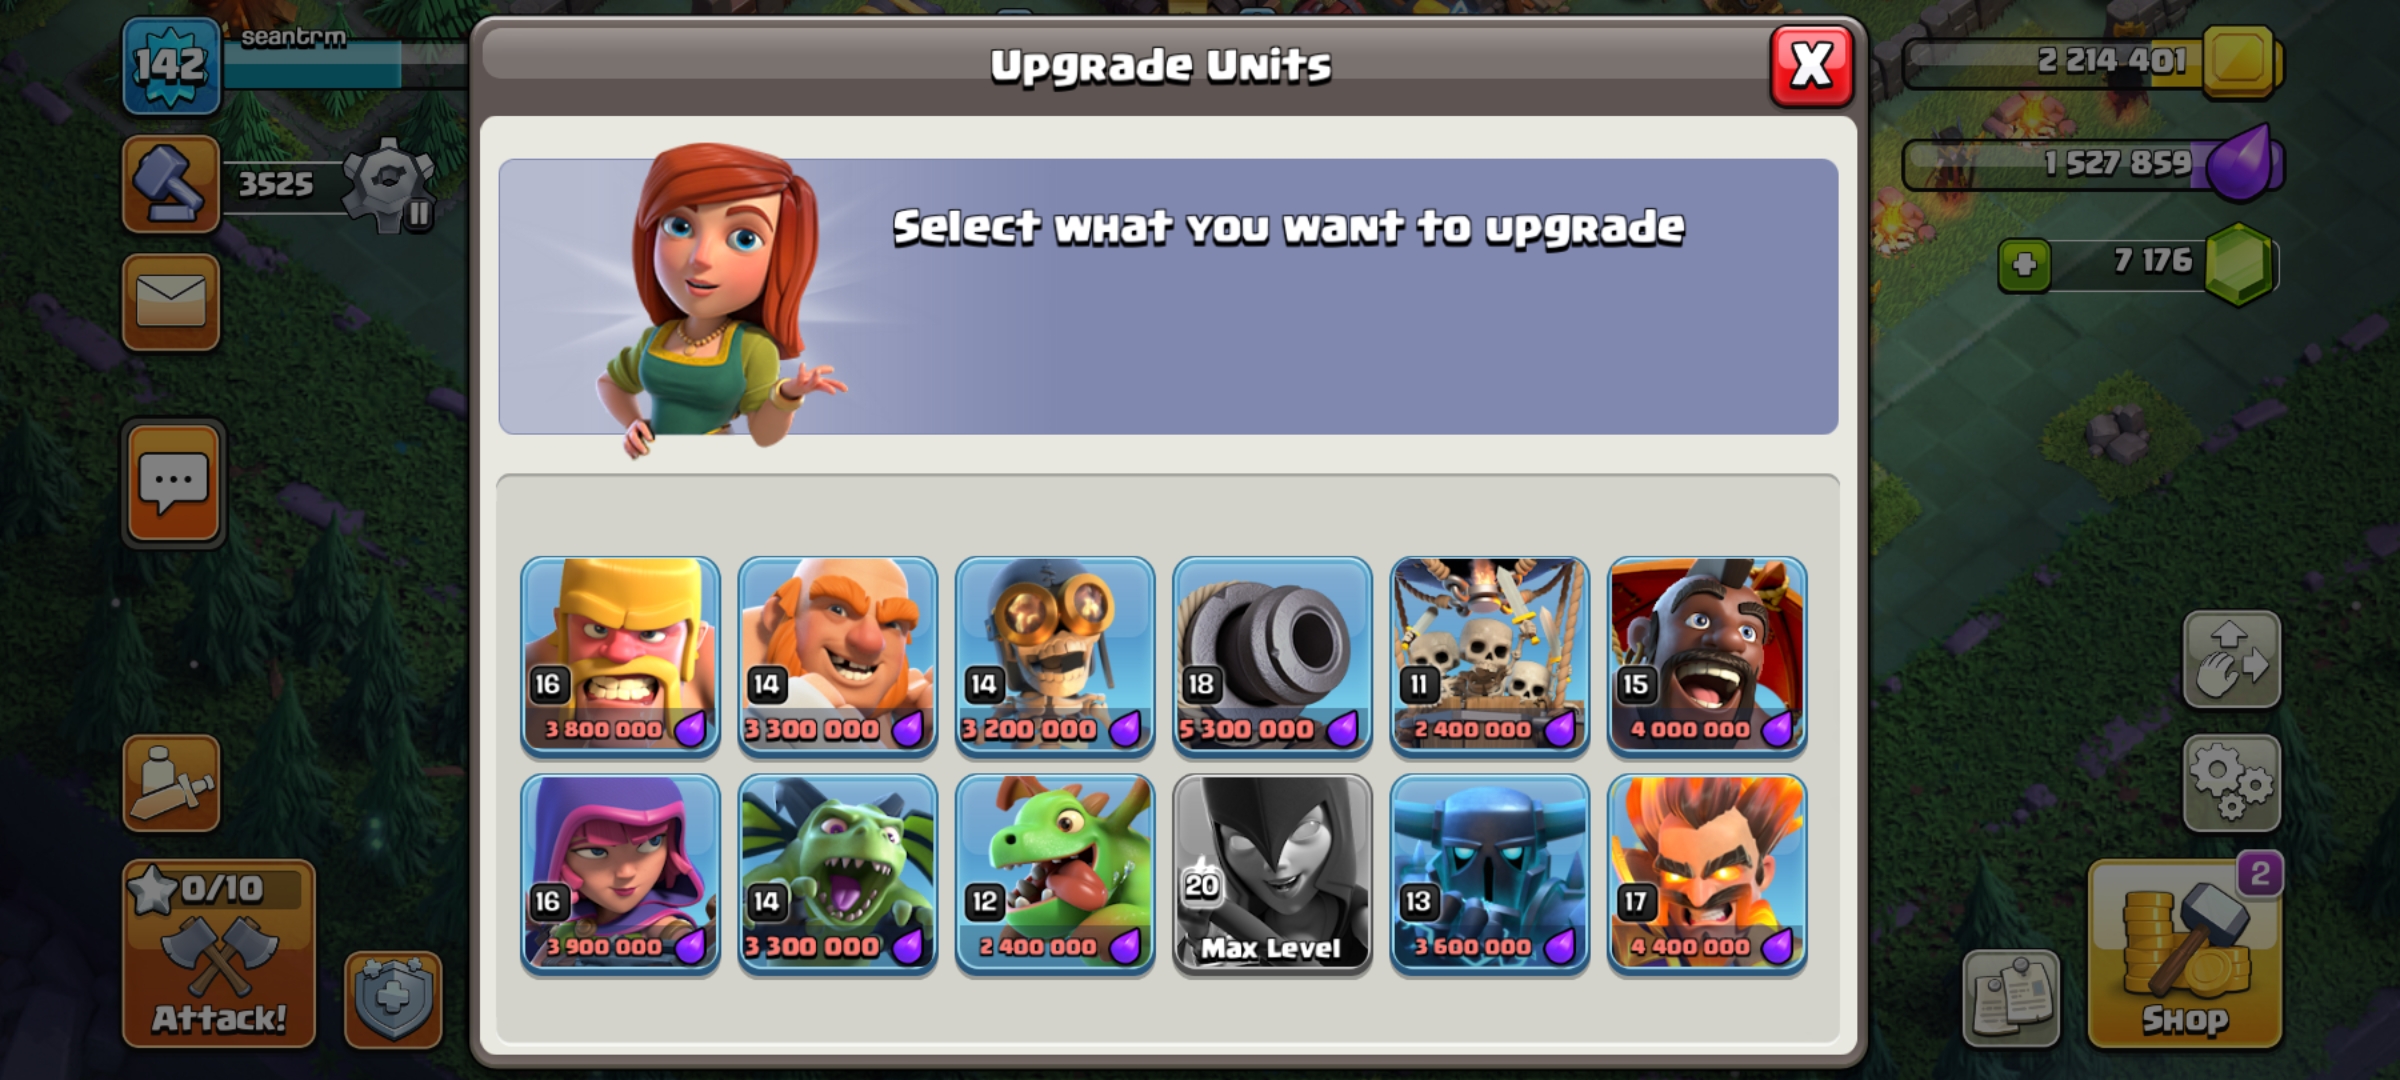 142
seantrm
Upgrade Units
X
2 214 401
3525
1 527 859
7 176
Select what you want to upgrade
16
3 800 000
14
3 300 000
14
3 200 000
18
5 300 000
11
2 400 000
15
4 000 000
16
3 900 000
14
3 300 000
12
2 400 000
20
Max Level
13
3 600 000
17
4 400 000
0/10
Attack!
2
Shop